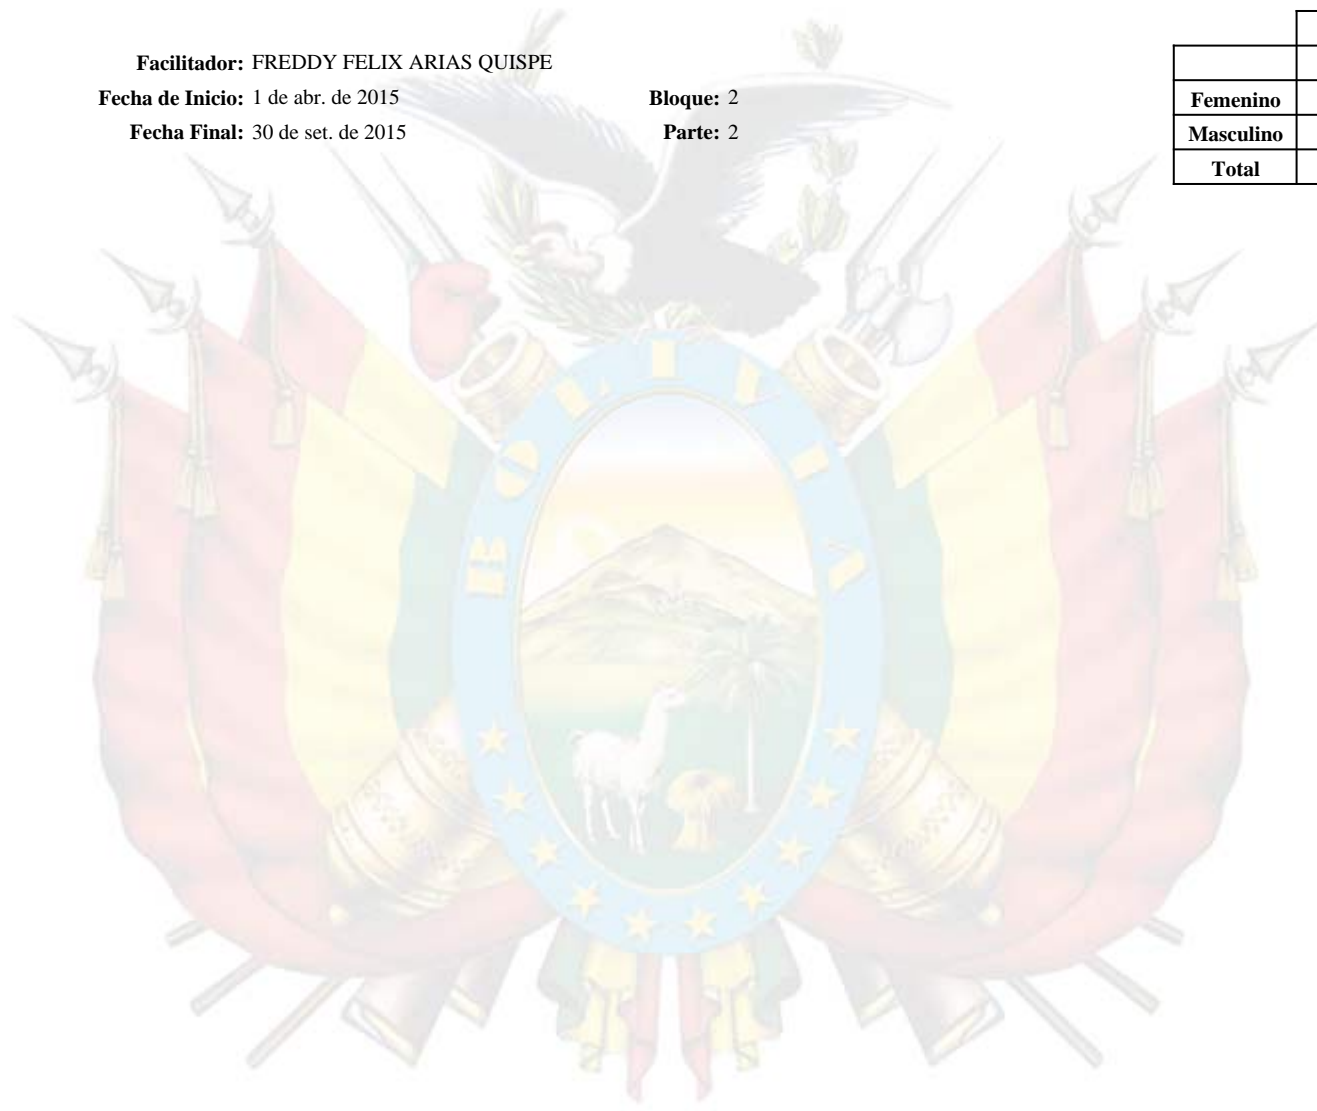 Facilitador: FREDDY FELIX ARIAS QUISPE
Fecha de Inicio: 1 de abr. de 2015 Bloque: 2
Fecha Final: 30 de set. de 2015 Parte: 2
Femenino
Masculino
Total
BOLIVIA